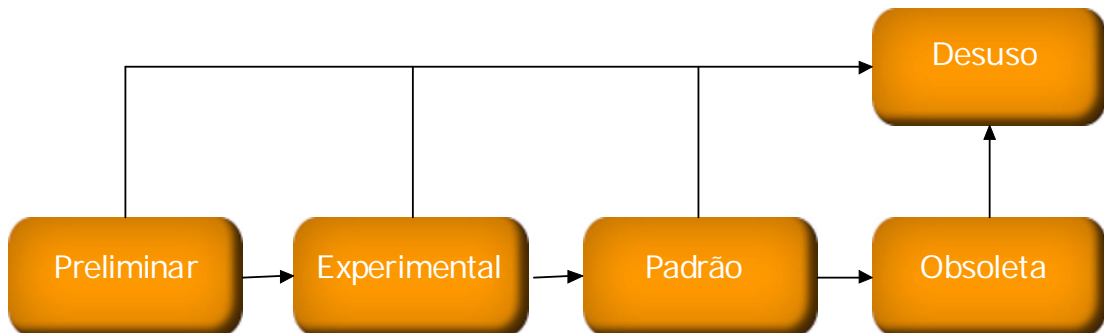 Desuso
Preliminar
Experimental
Padrão
Obsoleta